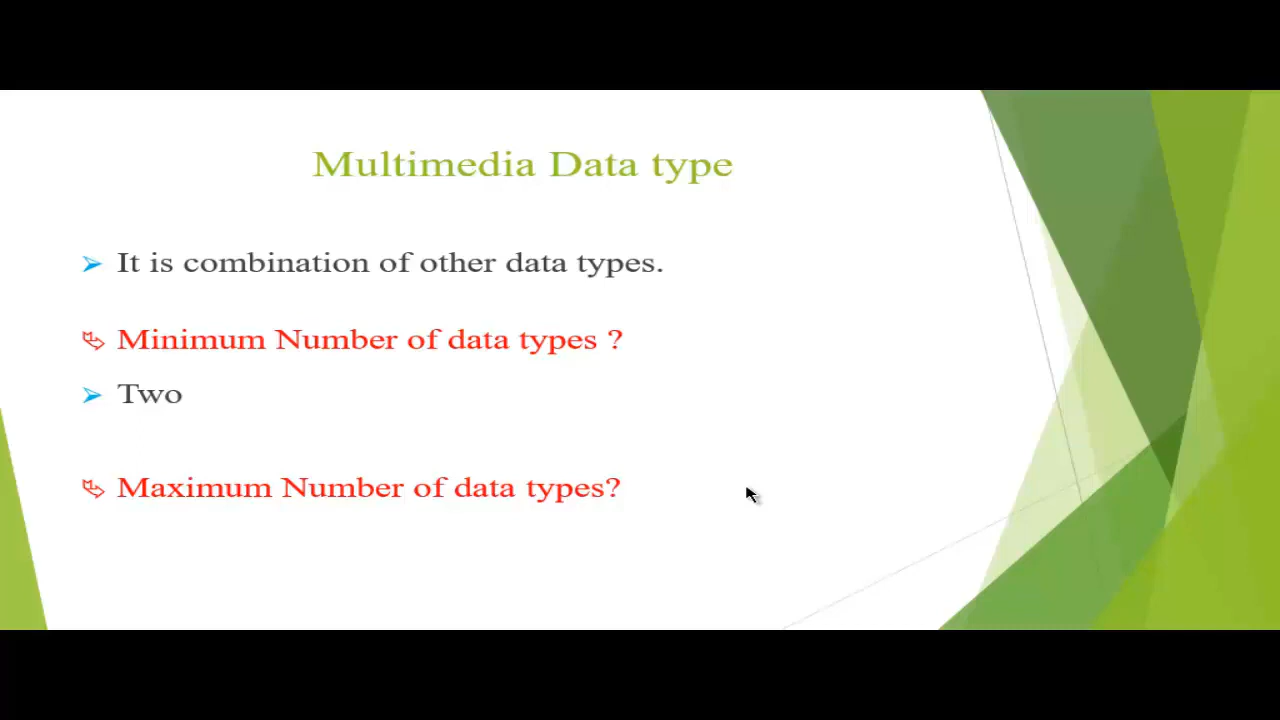 Multimedia Data type
It is combination of other data types.
Minimum Number of data types ?
Two
Maximum Number of data types?